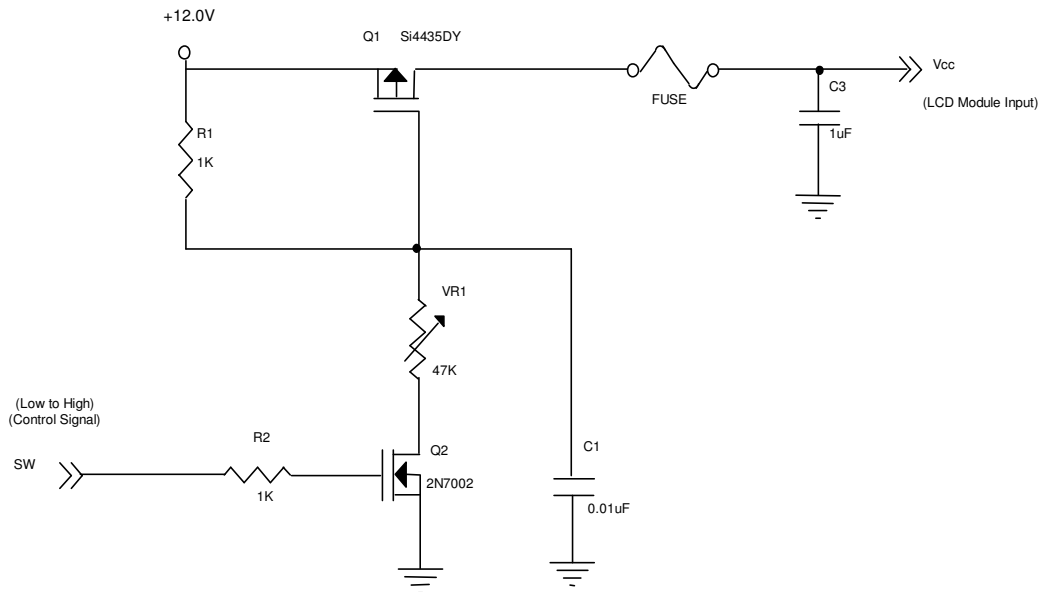 +12.0V
Q1 Si4435DY
Vcc
FUSE
C3
(LCD Module Input)
R1
1uF
1K
VR1
47K
(Low to High)
(Control Signal)
R2
Q2
C1
SW
2N7002
1K
0.01uF